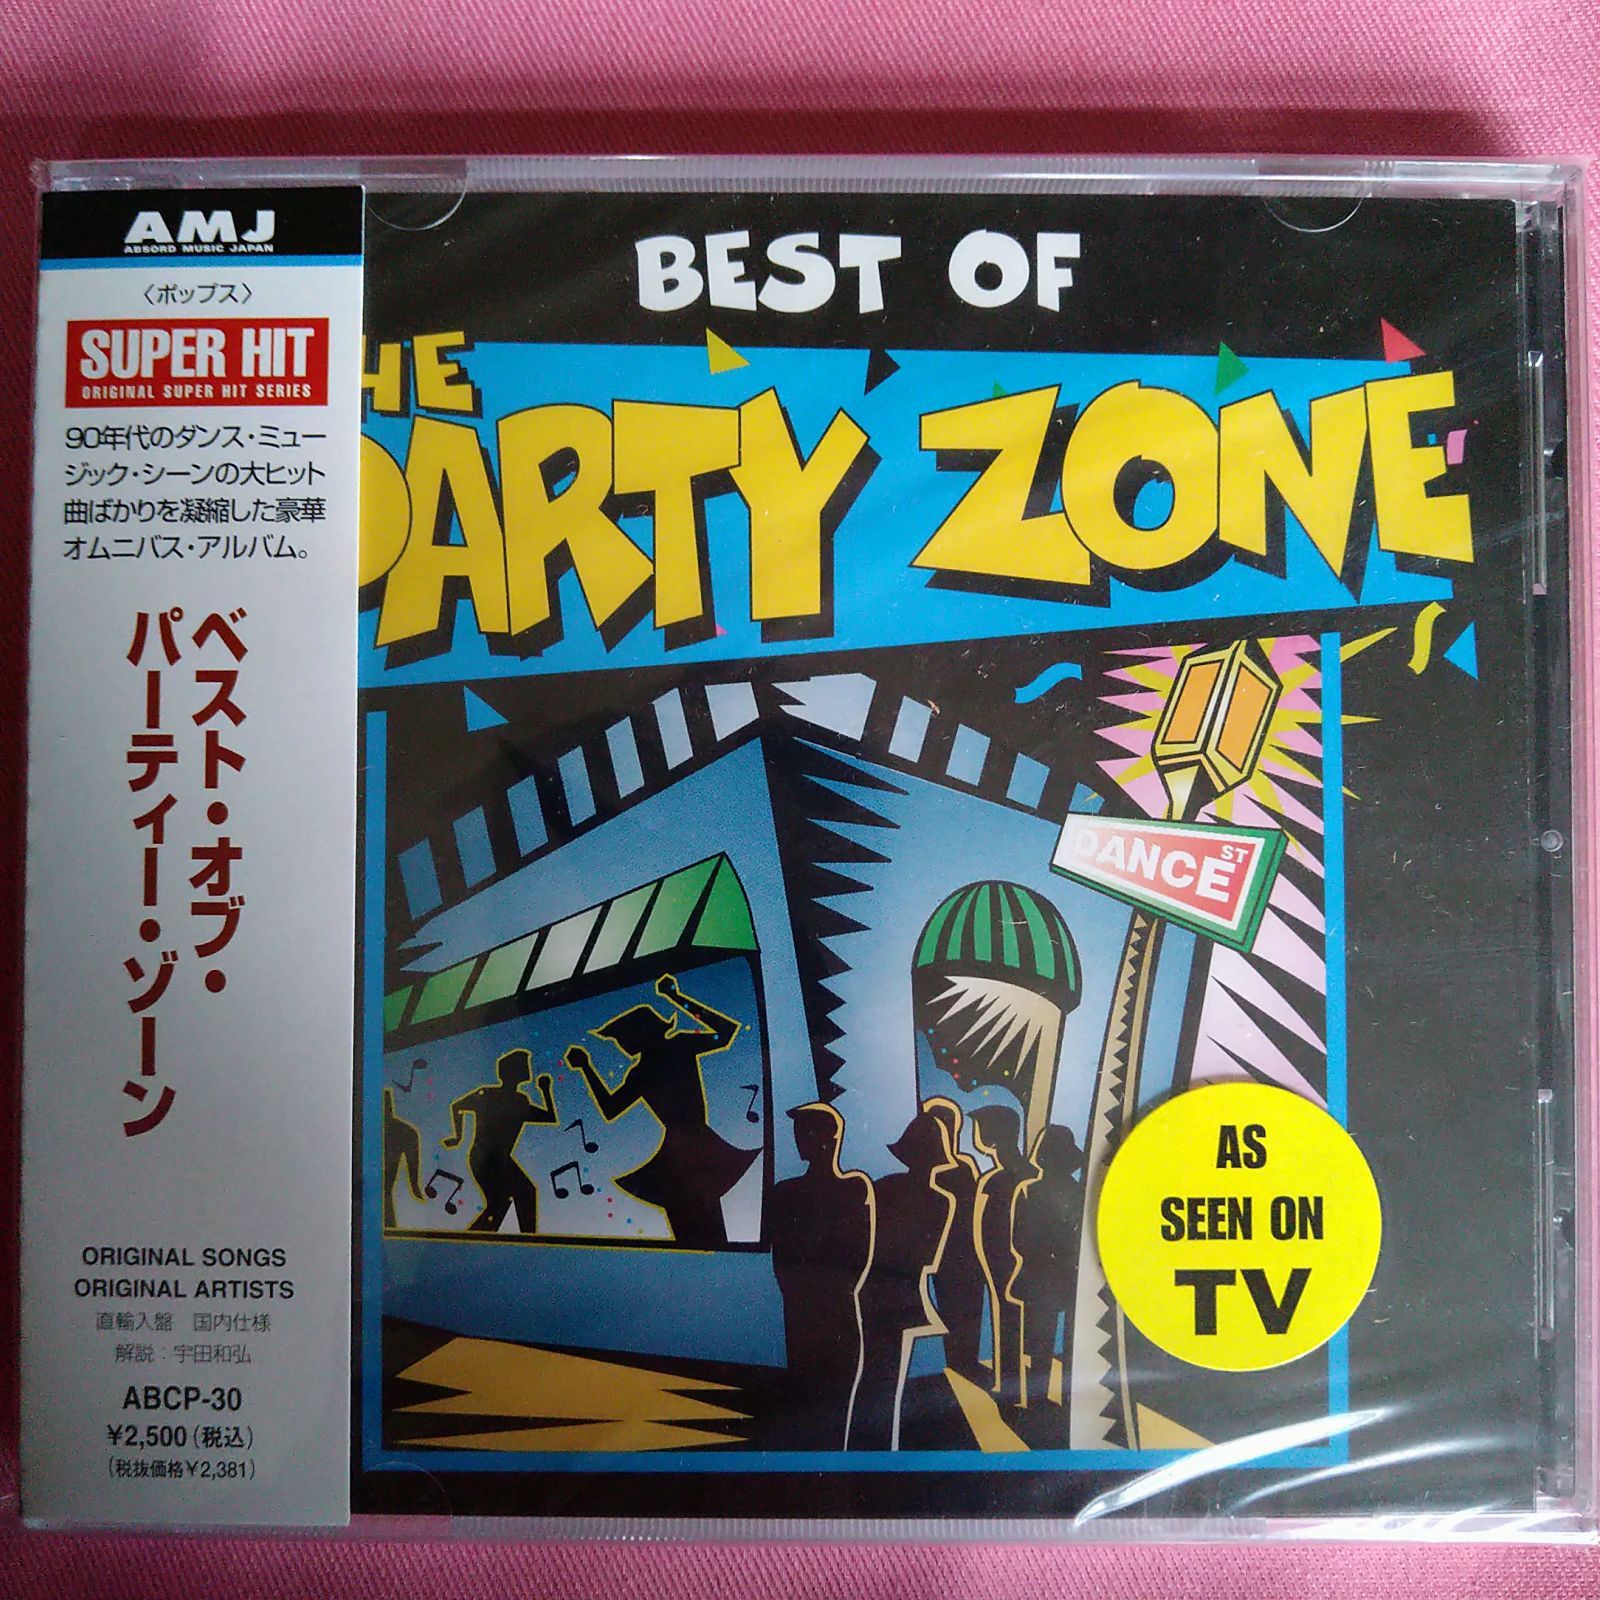 AMJ
ABSORD MUSIC JAPAN
〈ポップス〉
SUPER HIT
ORIGINAL SUPER HIT SERIES
90年代のダンス・ミュー
ジック・シーンの大ヒット
曲ばかりを凝縮した豪華
オムニバス・アルバム。
ベスト・オブ・
パーティー・ゾーン
ORIGINAL SONGS
ORIGINAL ARTISTS
直輸入盤 国内仕様
解説:宇田和弘
ABCP-30
¥2,500(税込)
(税抜価格¥2,381)
BEST OF
HE
PARTY ZONE
DANCE ST
AS
SEEN ON
TV